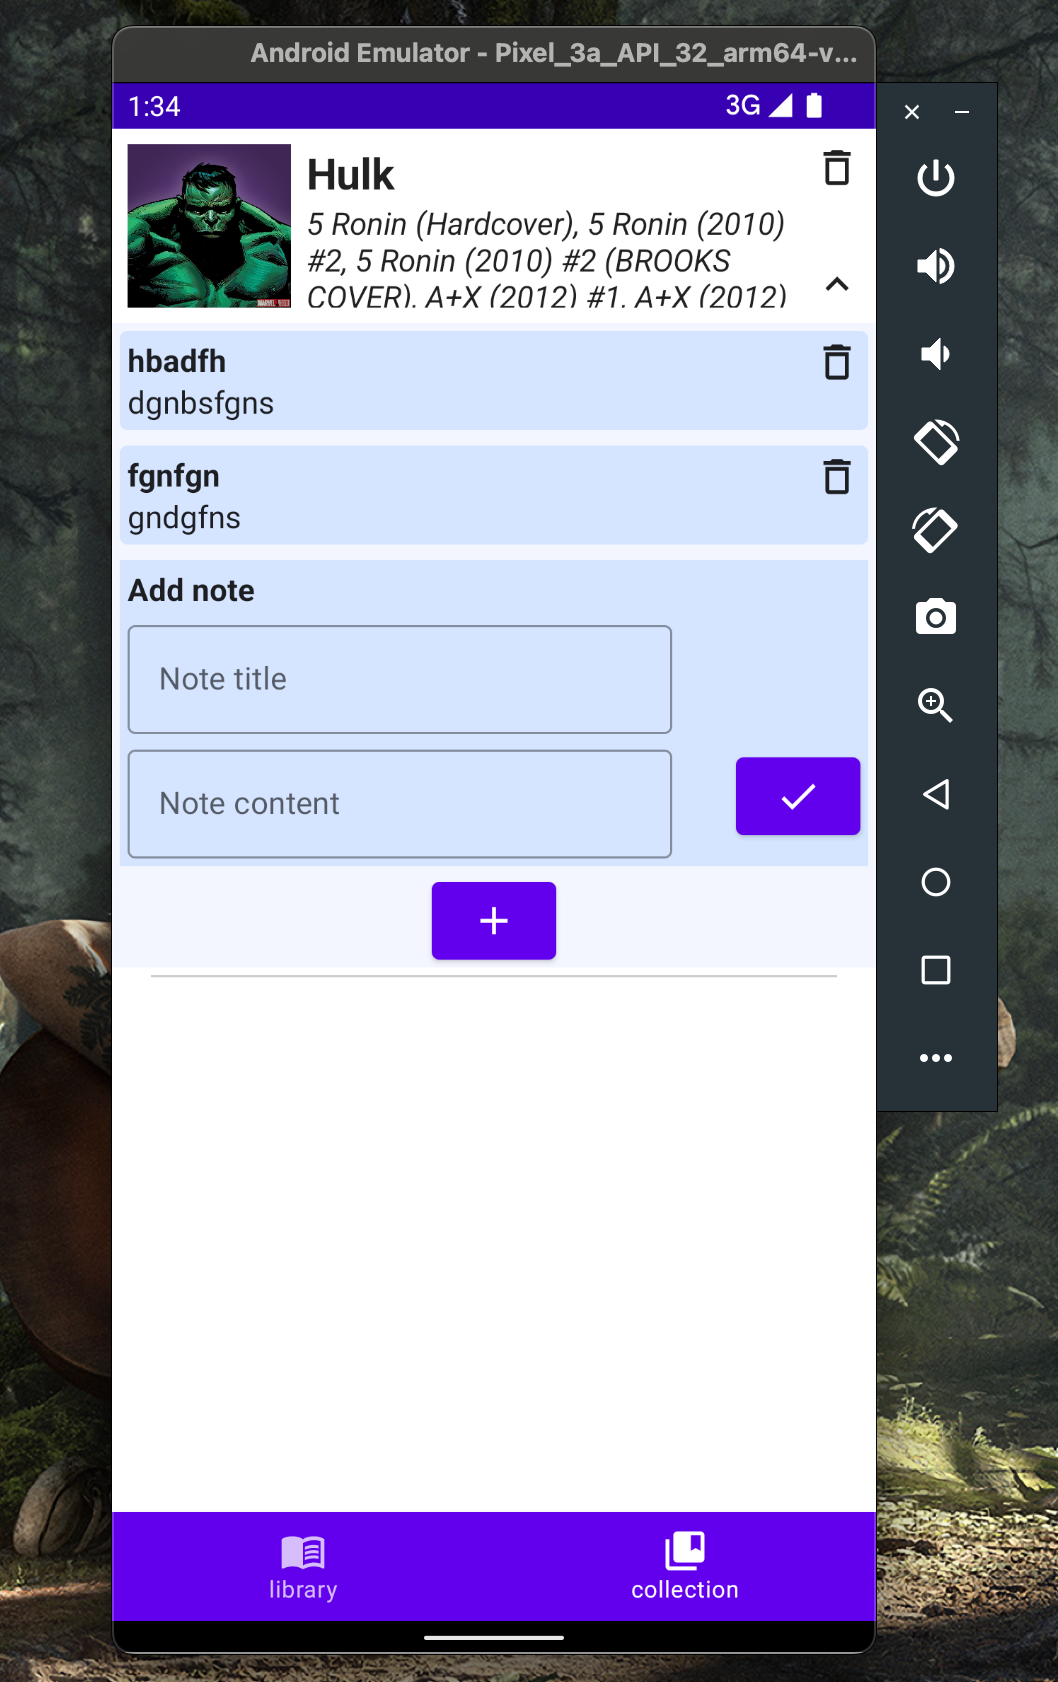 Android Emulator - Pixel_3a_API_32_arm64-v...
1:34
3G
Hulk
5 Ronin (Hardcover), 5 Ronin (2010)
#2, 5 Ronin (2010) #2 (BROOKS
COVER), A+X (2012) #1, A+X (2012)
hbadfh
dgnbsfgns
fgnfgn
gndgfns
Add note
Note title
Note content
library
collection